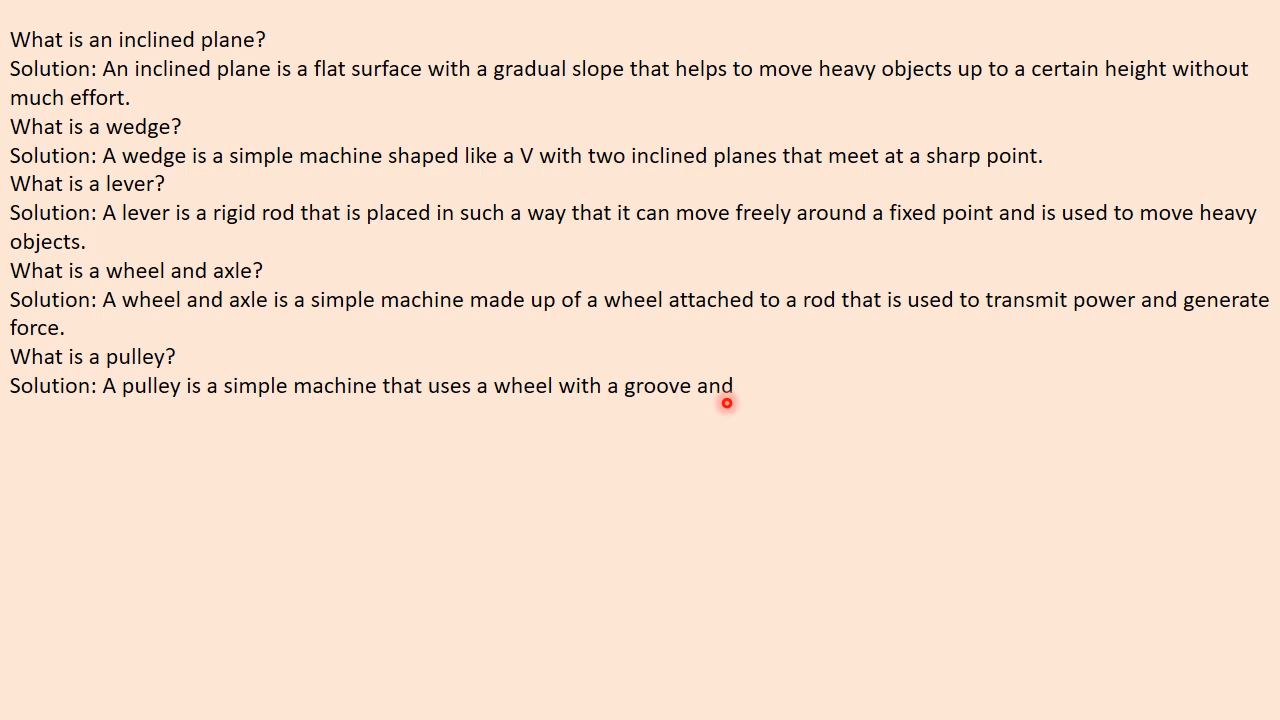 What is an inclined plane?
Solution: An inclined plane is a flat surface with a gradual slope that helps to move heavy objects up to a certain height without
much effort.
What is a wedge?
Solution: A wedge is a simple machine shaped like a V with two inclined planes that meet at a sharp point.
What is a lever?
Solution: A lever is a rigid rod that is placed in such a way that it can move freely around a fixed point and is used to move heavy
objects.
What is a wheel and axle?
Solution: A wheel and axle is a simple machine made up of a wheel attached to a rod that is used to transmit power and generate
force.
What is a pulley?
Solution: A pulley is a simple machine that uses a wheel with a groove and